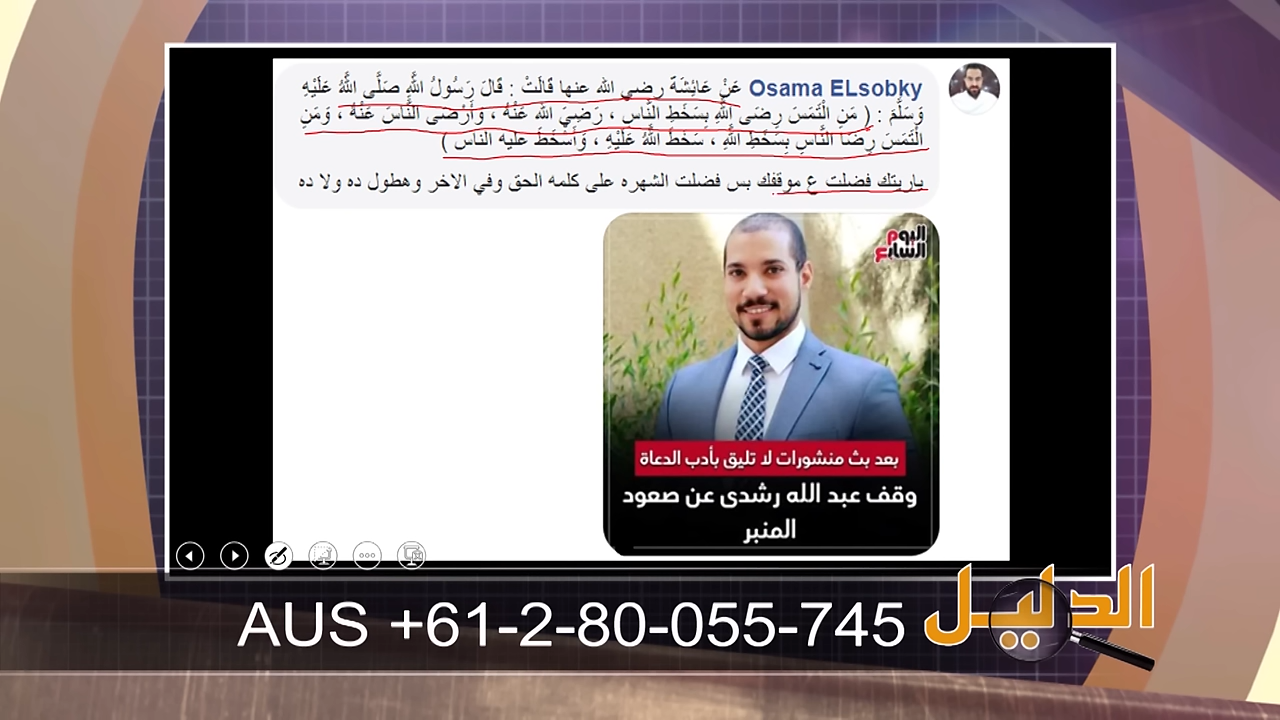 Osama ELsobky عَنْ عَائِشَةَ رضي الله عنها قَالَتْ : قَالَ رَسُولُ اللَّهِ صَلَّى اللَّهُ عَلَيْهِ
وَسَلَّمَ : ( مَنِ الْتَمَسَ رِضَى اللَّهِ بِسَخَطِ النَّاسِ ، رَضِيَ الله عَنْهُ ، وَأَرْضَى النَّاسَ عَنْهُ ، وَمَنِ
الْتَمَسَ رِضَا النَّاسِ بِسَخَطِ اللَّهِ ، سَخَطَ اللَّهُ عَلَيْهِ ، وَأَسْخَطَ عليه الناس )
ياريتك فضلت ع موقفك بس فضلت الشهره على كلمه الحق وفي الاخر وهطول ده ولا ده
اليوم
السابع
بعد بث منشورات لا تليق بأدب الدعاة
وقف عبد الله رشدى عن صعود
المنبر
AUS +61-2-80-055-745
الدليل